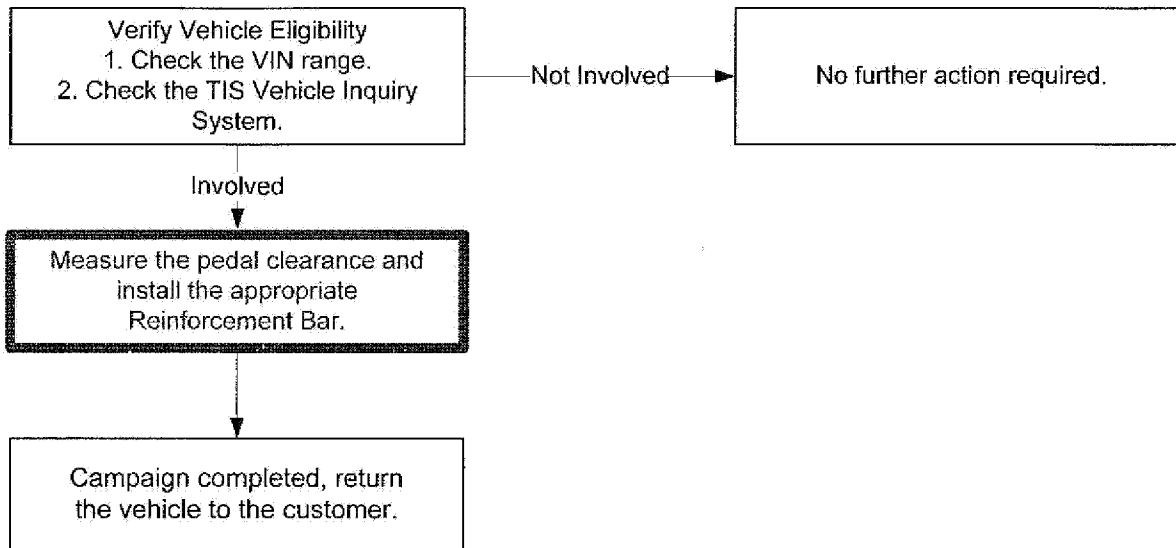 Verify Vehicle Eligibility
1. Check the VIN range.
2. Check the TIS Vehicle Inquiry
System.
Not Involved
No further action required.
Involved
Measure the pedal clearance and
install the appropriate
Reinforcement Bar.
Campaign completed, return
the vehicle to the customer.